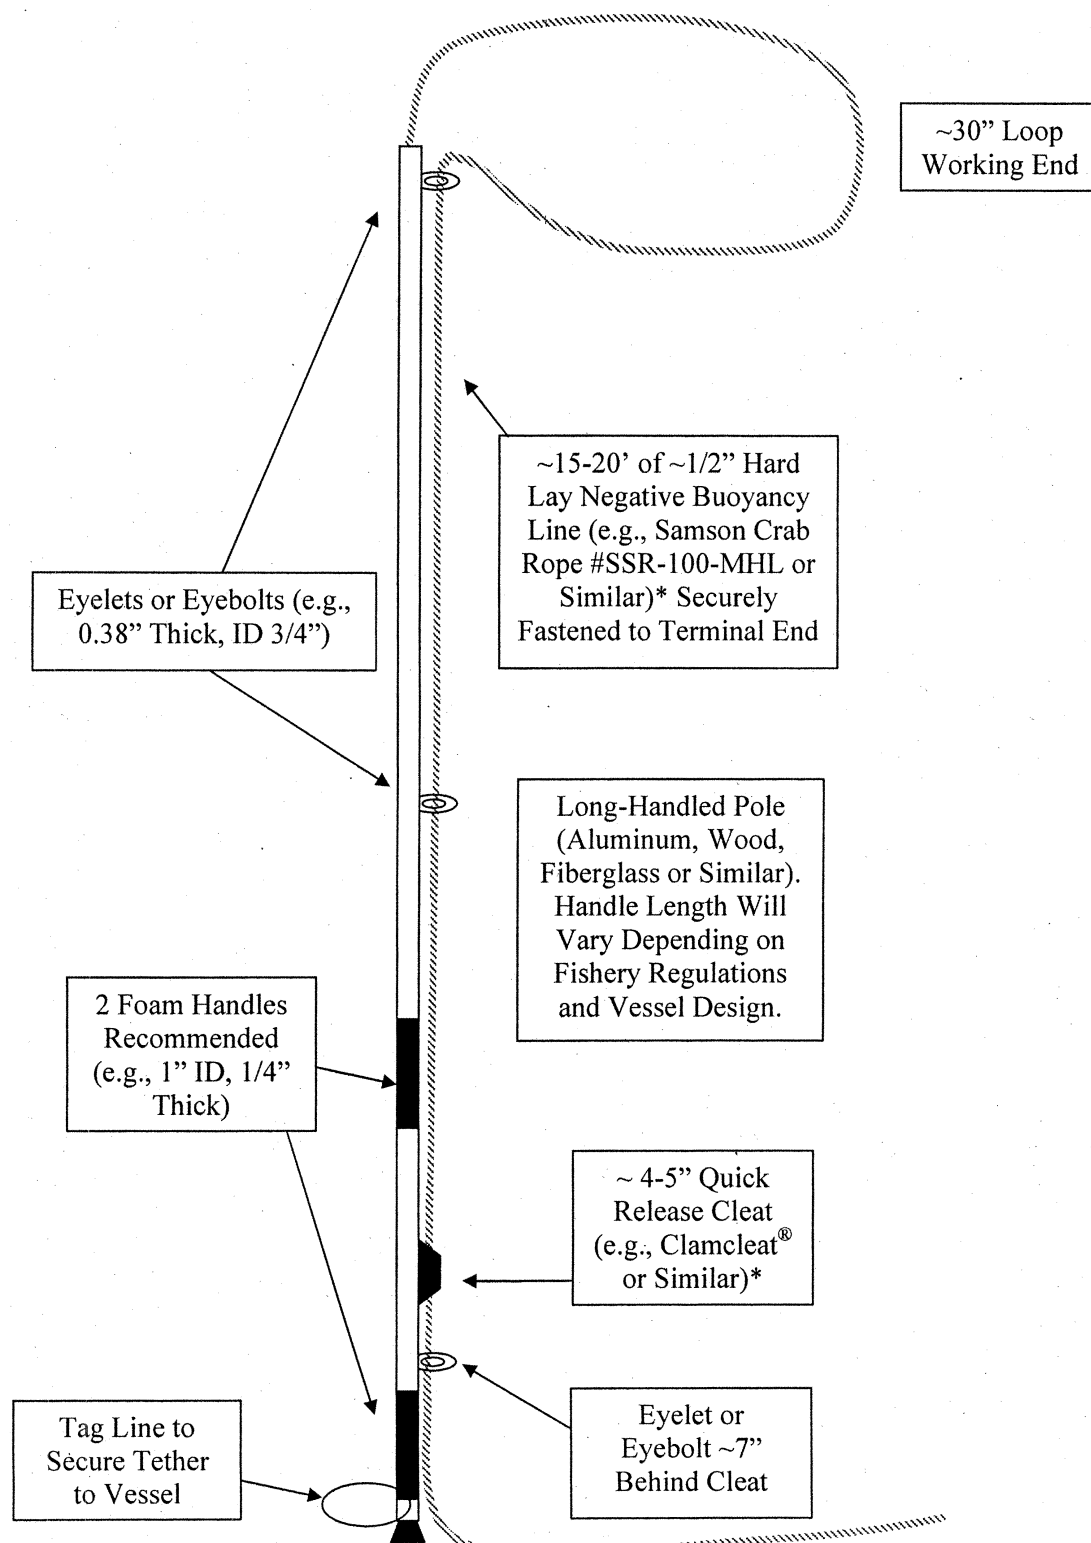 ~30” Loop
Working End
~15-20’ of ~1/2” Hard
Lay Negative Buoyancy
Line (e.g., Samson Crab
Rope #SSR-100-MHL or
Similar)* Securely
Fastened to Terminal End
Eyelets or Eyebolts (e.g.,
0.38” Thick, ID 3/4”)
Long-Handled Pole
(Aluminum, Wood,
Fiberglass or Similar).
Handle Length Will
Vary Depending on
Fishery Regulations
and Vessel Design.
2 Foam Handles
Recommended
(e.g., 1” ID, 1/4”
Thick)
~ 4-5” Quick
Release Cleat
(e.g., Clamcleat®
or Similar)*
Eyelet or
Eyebolt ~7”
Behind Cleat
Tag Line to
Secure Tether
to Vessel